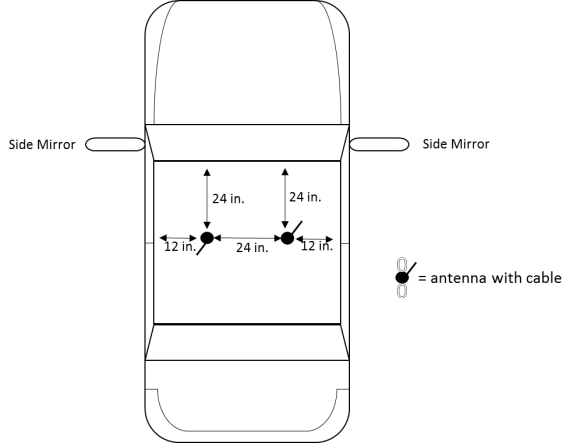 Side Mirror
Side Mirror
24 in.
24 in.
12 in.
24 in.
12 in.
= antenna with cable